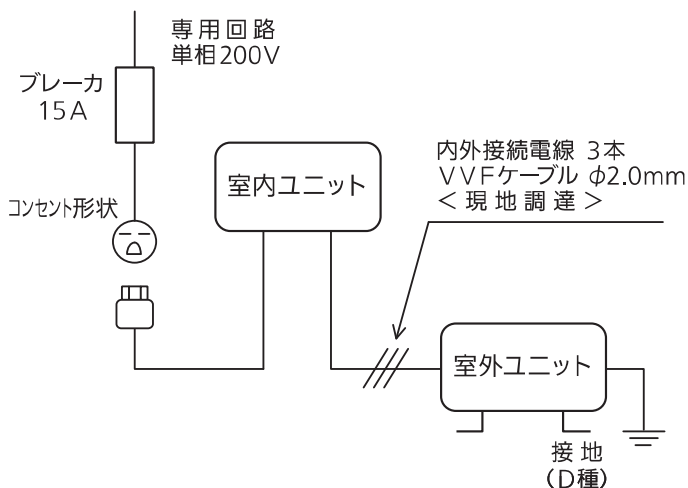 専用回路
単相200V
ブレーカ
15A
コンセント形状
室内ユニット
内外接続電線 3本
VVFケーブル φ2.0mm
<現地調達>
室外ユニット
接地
(D種)